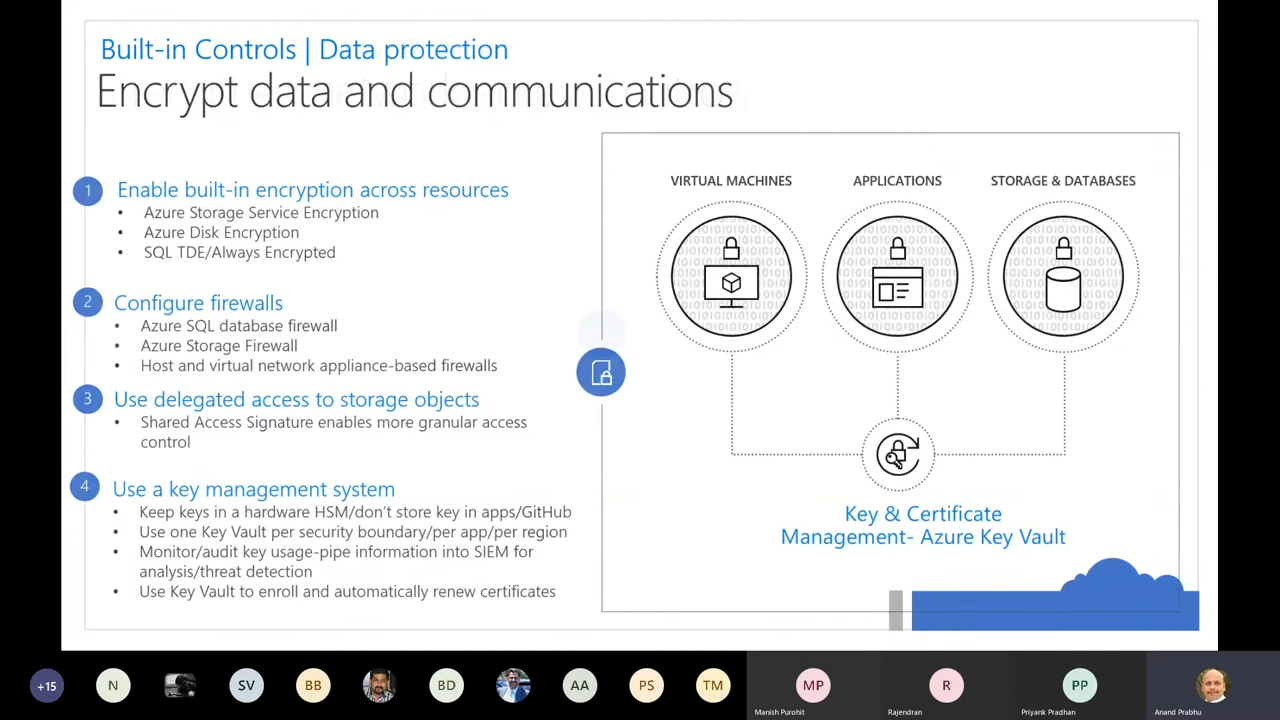 Built-in Controls | Data protection
Encrypt data and communications
1 Enable built-in encryption across resources
• Azure Storage Service Encryption
• Azure Disk Encryption
• SQL TDE/Always Encrypted
2 Configure firewalls
• Azure SQL database firewall
• Azure Storage Firewall
• Host and virtual network appliance-based firewalls
3 Use delegated access to storage objects
• Shared Access Signature enables more granular access
control
4 Use a key management system
• Keep keys in a hardware HSM/don't store key in apps/GitHub
• Use one Key Vault per security boundary/per app/per region
• Monitor/audit key usage-pipe information into SIEM for
analysis/threat detection
• Use Key Vault to enroll and automatically renew certificates
VIRTUAL MACHINES
APPLICATIONS
STORAGE & DATABASES
Key & Certificate
Management- Azure Key Vault
+15
N
SV
BB
BD
AA
PS
TM
MP
Manish Purohit
R
Rajendran
PP
Priyank Pradhan
Anand Prabhu